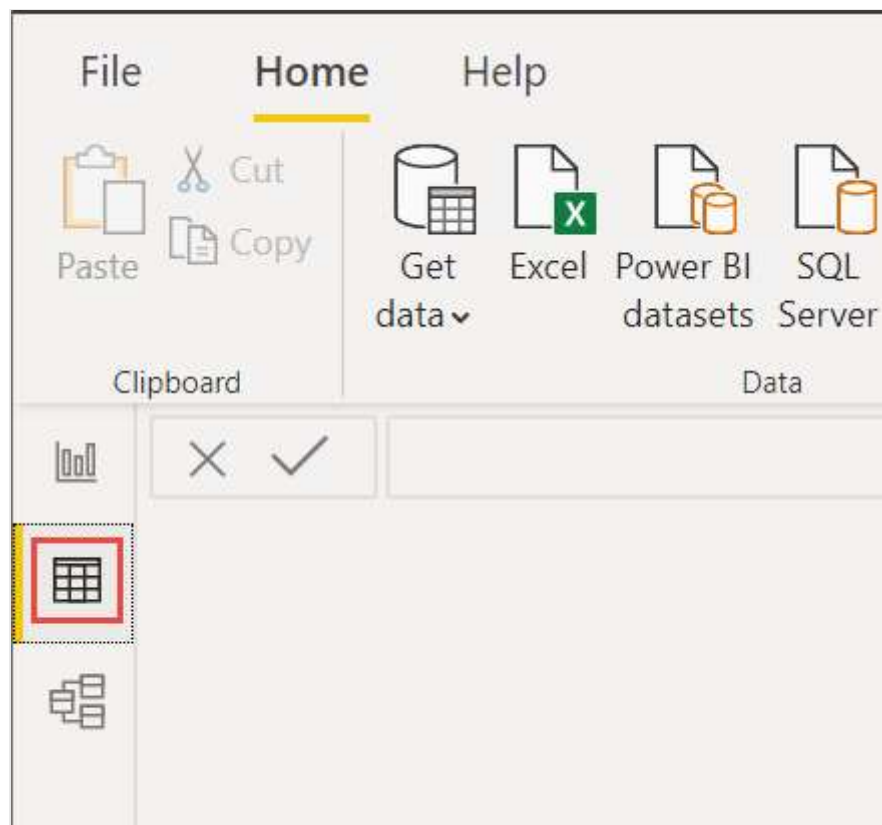 File Home Help
Cut
Copy
Paste
Get data
Excel
Power BI datasets
SQL Server
Clipboard
Data